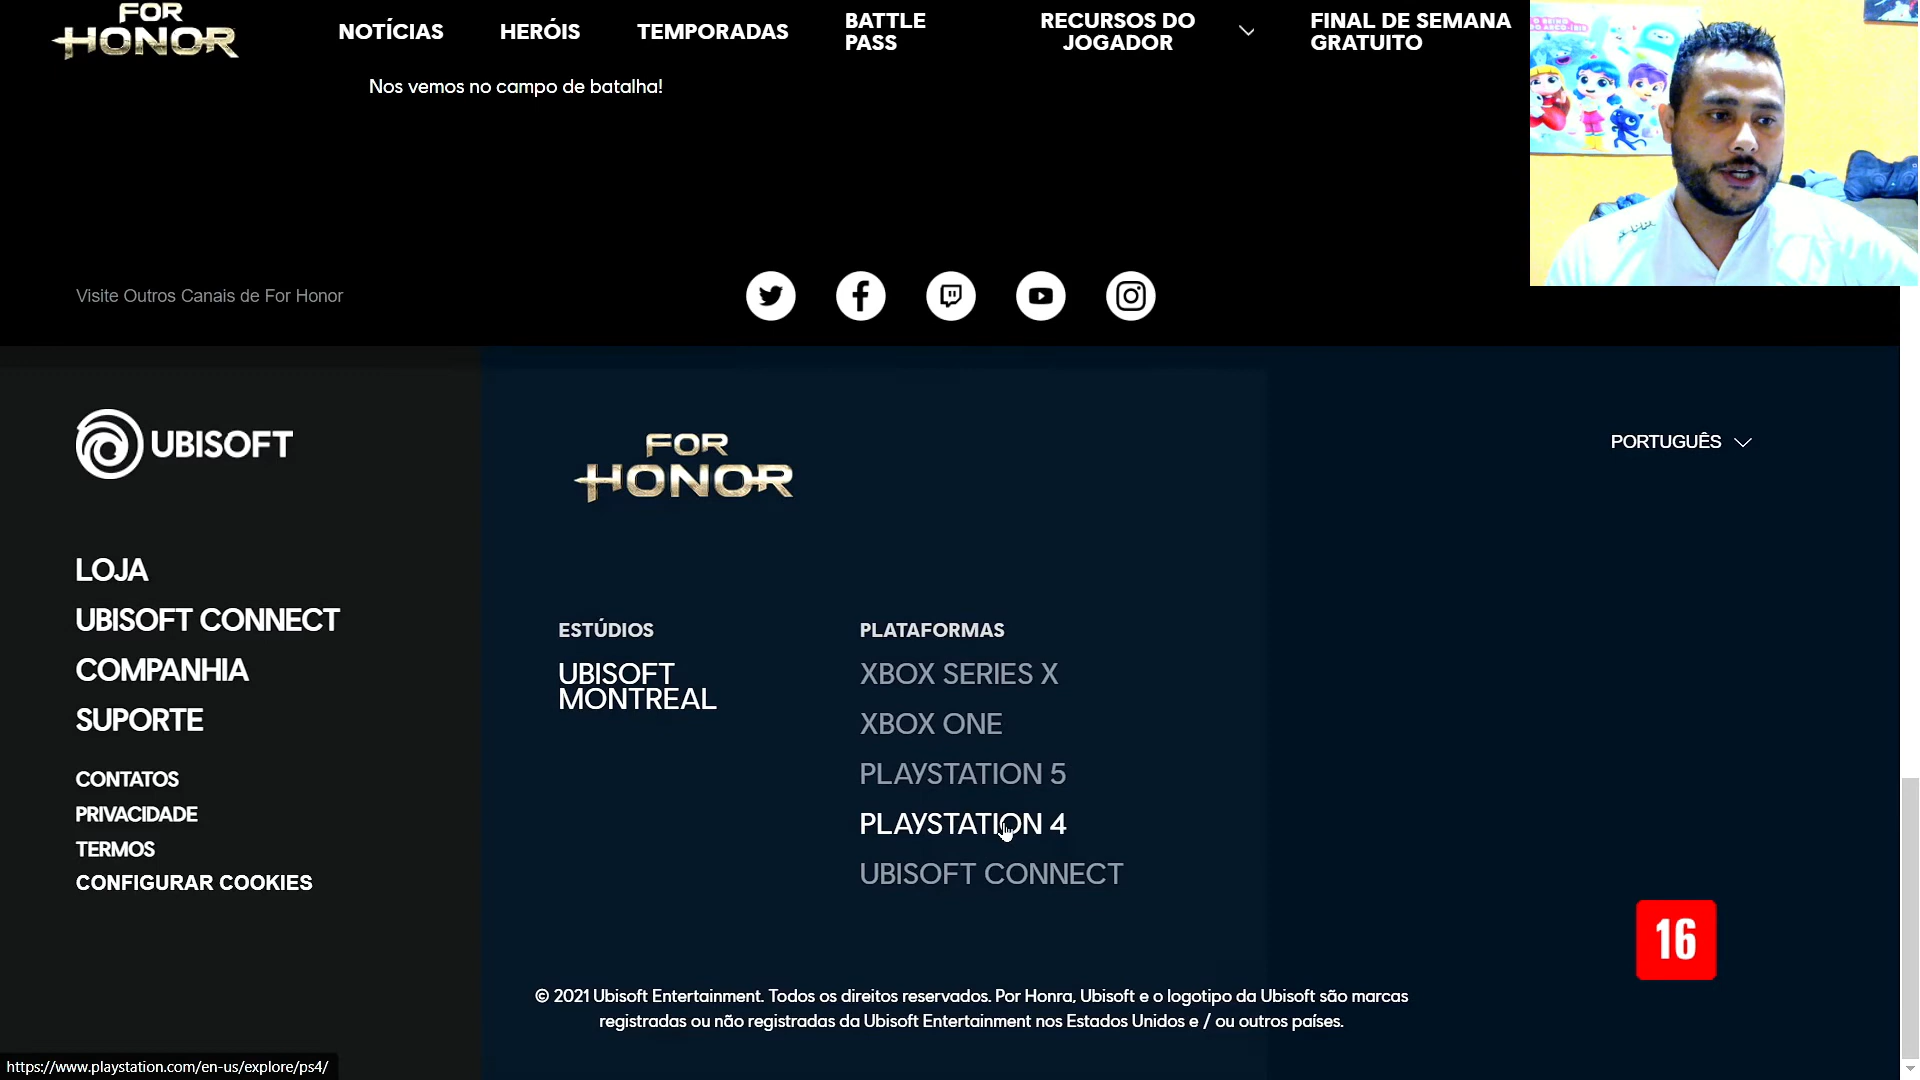 FOR
HONOR
NOTÍCIAS
HERÓIS
TEMPORADAS
BATTLE
PASS
RECURSOS DO
JOGADOR
FINAL DE SEMANA
GRATUITO
Nos vemos no campo de batalha!
Visite Outros Canais de For Honor
UBISOFT
FOR
HONOR
PORTUGUÊS
LOJA
UBISOFT CONNECT
COMPANHIA
SUPORTE
CONTATOS
PRIVACIDADE
TERMOS
CONFIGURAR COOKIES
ESTÚDIOS
UBISOFT
MONTREAL
PLATAFORMAS
XBOX SERIES X
XBOX ONE
PLAYSTATION 5
PLAYSTATION 4
UBISOFT CONNECT
16
© 2021 Ubisoft Entertainment. Todos os direitos reservados. Por Honra, Ubisoft e o logotipo da Ubisoft são marcas
registradas ou não registradas da Ubisoft Entertainment nos Estados Unidos e / ou outros países.
https://www.playstation.com/en-us/explore/ps4/